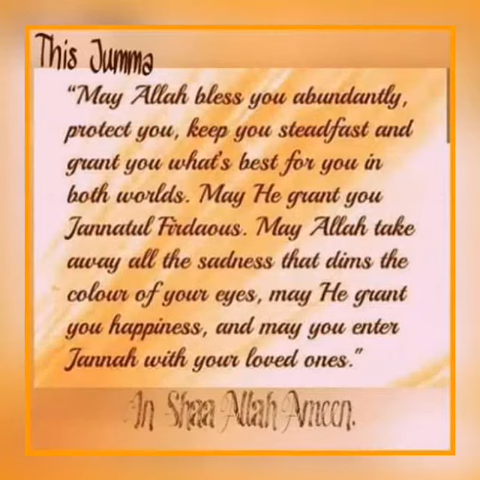 This Jumma
"May Allah bless you abundantly,
protect you, keep you steadfast and
grant you what's best for you in
both worlds. May He grant you
Jannatul Firdaous. May Allah take
away all the sadness that dims the
colour of your eyes, may He grant
you happiness, and may you enter
Jannah with your loved ones."
In Shaa Allah Ameen.